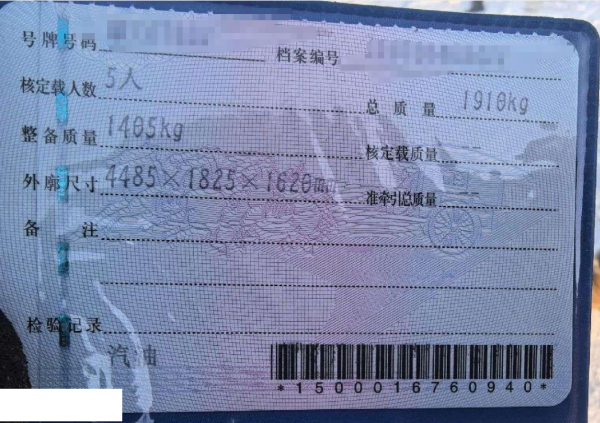 号牌号码 档案编号
核定载人数 5人 总质量 1910kg
整备质量 1405kg 核定载质量 --
外廓尺寸 4485×1825×1620mm 准牵引总质量 --
备注
检验记录
汽油
*1500016760940*